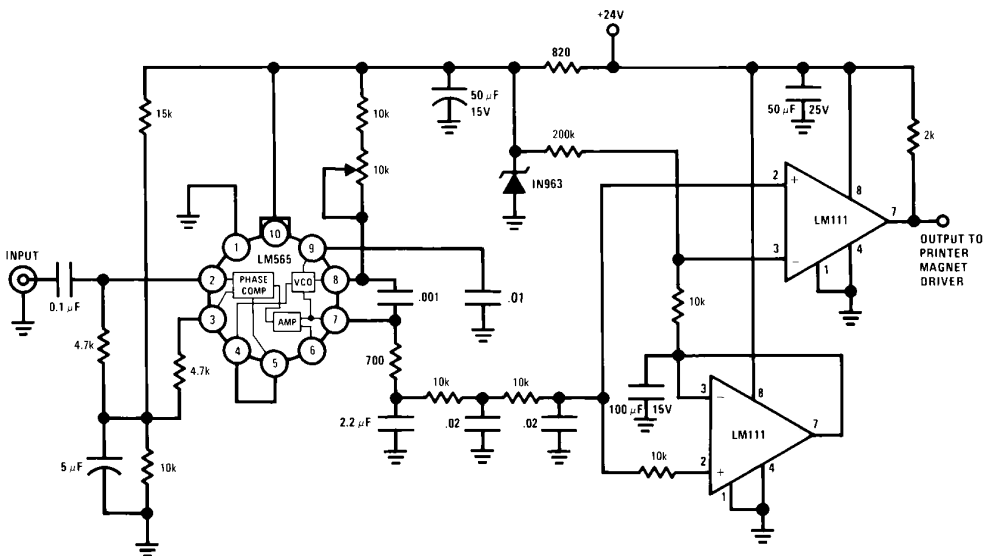 +24V
820
15k
50 µF
15V
10k
10k
200k
IN963
50 µF 25V
2k
2
+
8
LM111
7
3
−
4
1
OUTPUT TO
PRINTER
MAGNET
DRIVER
INPUT
0.1 µF
1
10
9
LM565
2
PHASE
COMP
VCO
8
3
AMP
7
4
5
6
.001
.01
4.7k
4.7k
700
10k
10k
10k
2.2 µF
.02
.02
100 µF 15V
3
−
8
LM111
7
10k
2
+
4
1
5 µF
10k